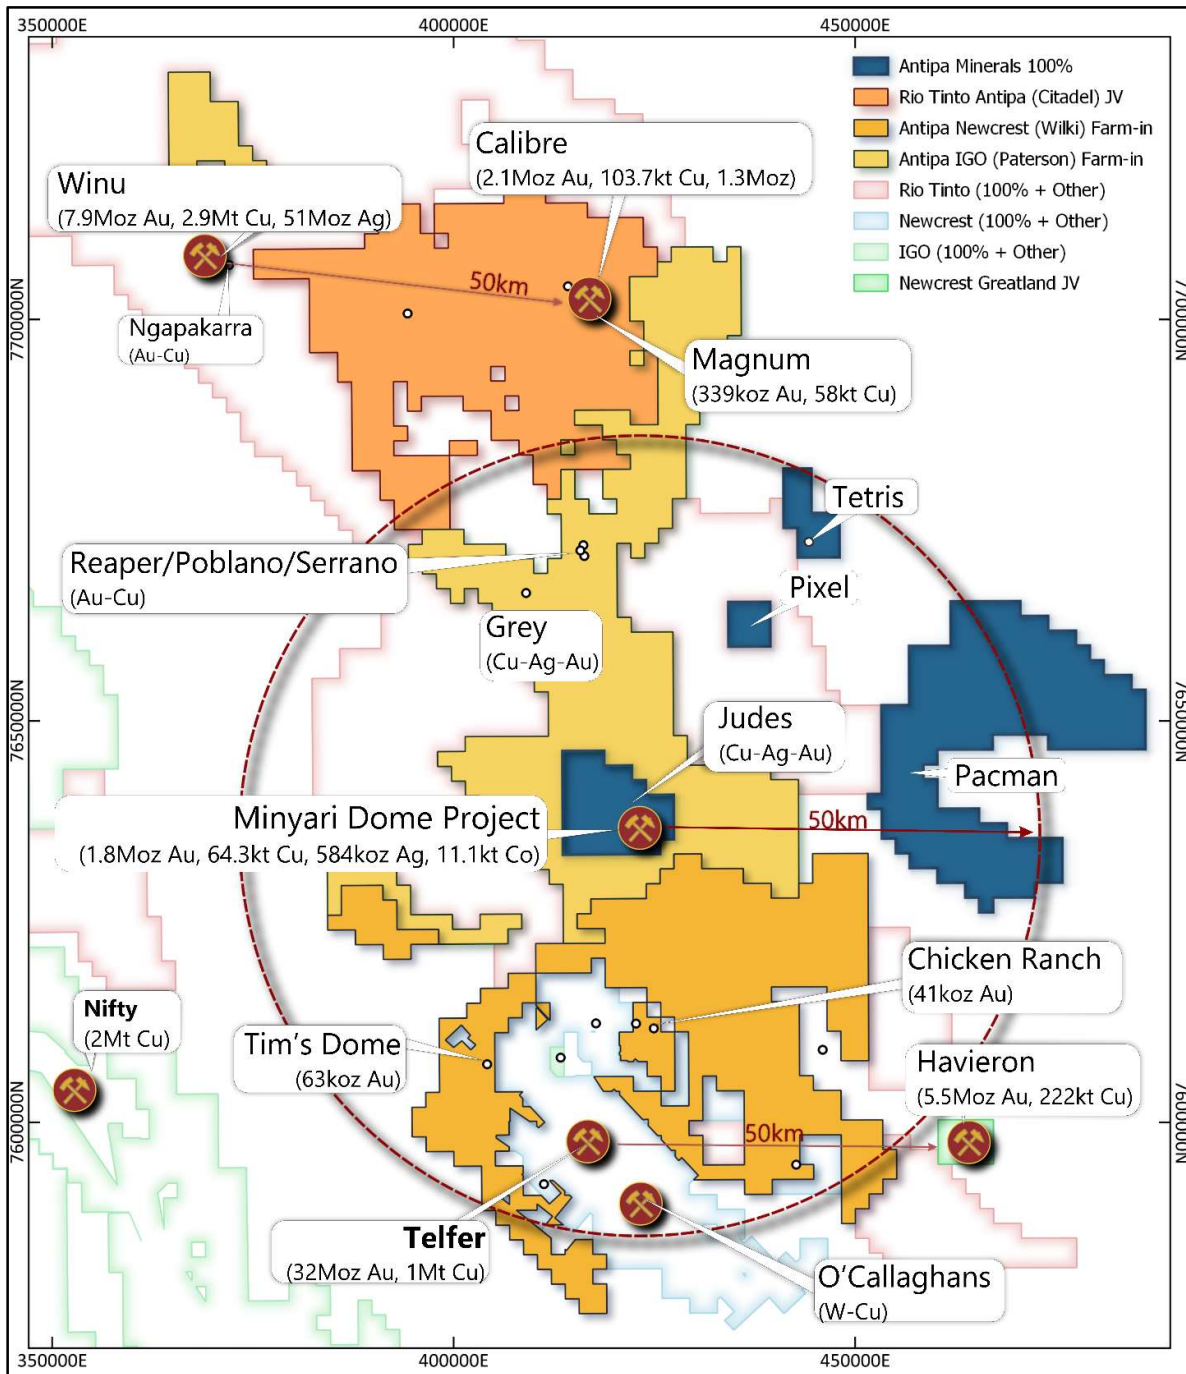 350000E
400000E
450000E
Antipa Minerals 100%
Rio Tinto Antipa (Citadel) JV
Antipa Newcrest (Wilki) Farm-in
Antipa IGO (Paterson) Farm-in
Rio Tinto (100% + Other)
Newcrest (100% + Other)
IGO (100% + Other)
Newcrest Greatland JV
Calibre
(2.1Moz Au, 103.7kt Cu, 1.3Moz)
Winu
(7.9Moz Au, 2.9Mt Cu, 51Moz Ag)
50km
Ngapakarra
(Au-Cu)
7700000N
7700000N
Magnum
(339koz Au, 58kt Cu)
Tetris
Reaper/Poblano/Serrano
(Au-Cu)
Pixel
Grey
(Cu-Ag-Au)
7650000N
7650000N
Judes
(Cu-Ag-Au)
Pacman
Minyari Dome Project
(1.8Moz Au, 64.3kt Cu, 584koz Ag, 11.1kt Co)
50km
Chicken Ranch
(41koz Au)
Nifty
(2Mt Cu)
Tim's Dome
(63koz Au)
Havieron
(5.5Moz Au, 222kt Cu)
7600000N
7600000N
50km
Telfer
(32Moz Au, 1Mt Cu)
O'Callaghans
(W-Cu)
350000E
400000E
450000E